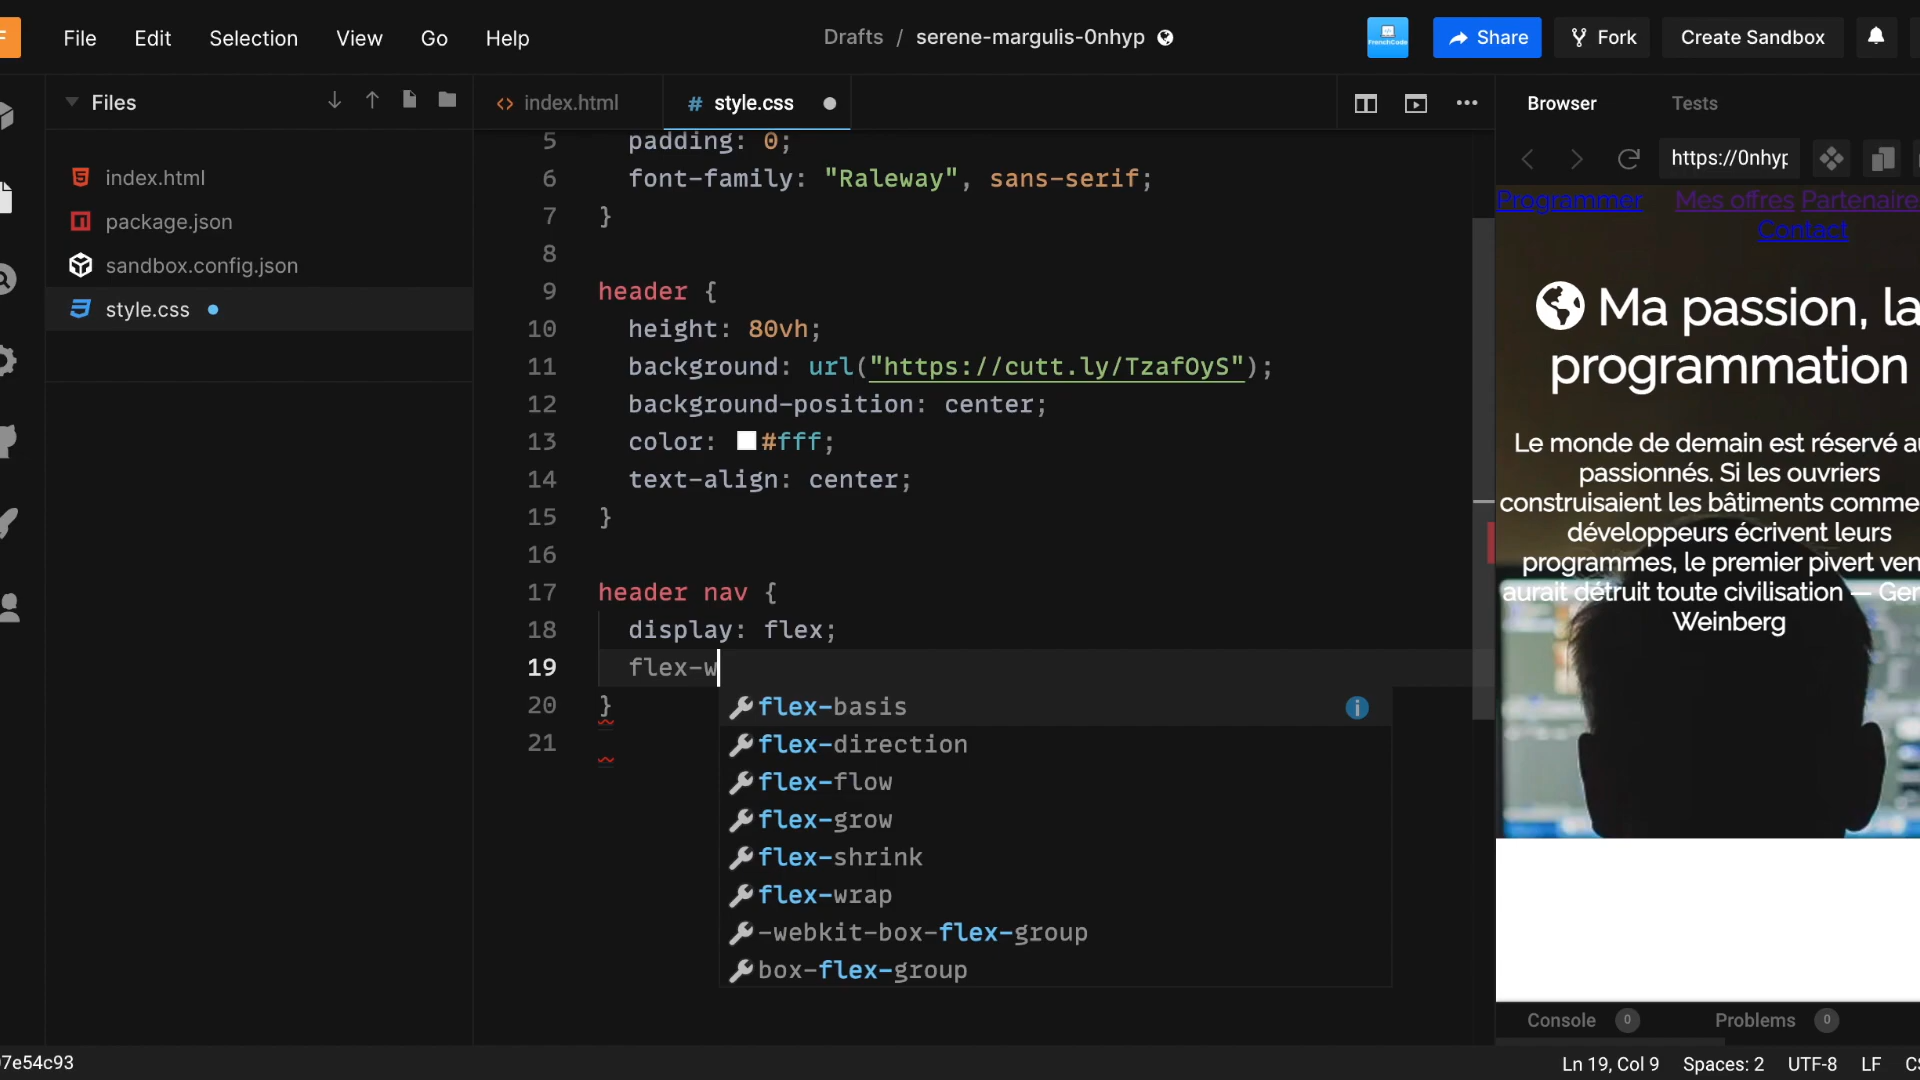 File Edit Selection View Go Help
Drafts / serene-margulis-0nhyp
FrenchCode
Share
Fork
Create Sandbox
Files
index.html
package.json
sandbox.config.json
style.css
index.html
style.css
5 padding: 0;
6 font-family: "Raleway", sans-serif;
7 }
8
9 header {
10 height: 80vh;
11 background: url("https://cutt.ly/TzafOyS");
12 background-position: center;
13 color: #fff;
14 text-align: center;
15 }
16
17 header nav {
18 display: flex;
19 flex-w
20 }
21
flex-basis
flex-direction
flex-flow
flex-grow
flex-shrink
flex-wrap
-webkit-box-flex-group
box-flex-group
Browser Tests
https://0nhyp
Programmer Mes offres Partenaire
Contact
Ma passion, la
programmation
Le monde de demain est réservé au
passionnés. Si les ouvriers
construisaient les bâtiments comme
développeurs écrivent leurs
programmes, le premier pivert ven
aurait détruit toute civilisation — Ger
Weinberg
Console 0 Problems 0
7e54c93
Ln 19, Col 9 Spaces: 2 UTF-8 LF CS